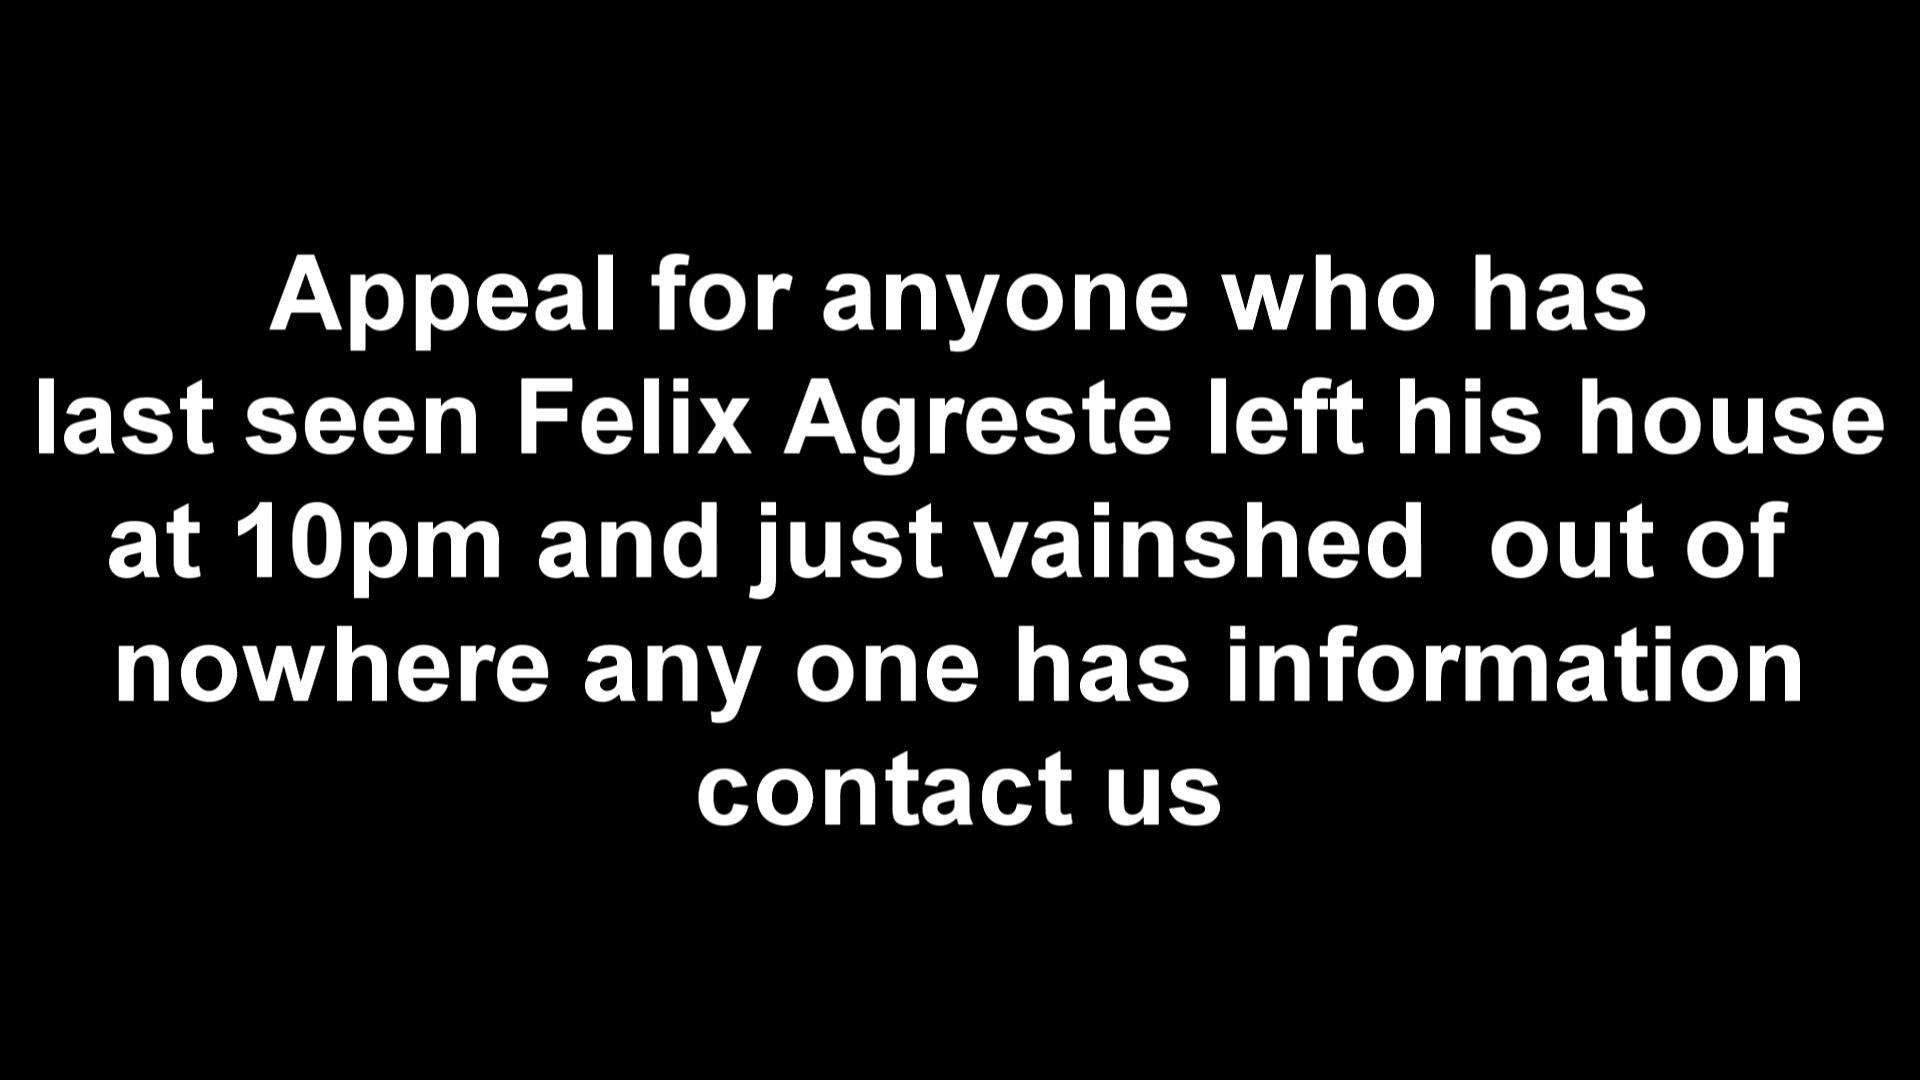 Appeal for anyone who has
last seen Felix Agreste left his house
at 10pm and just vainshed  out of
nowhere any one has information
contact us